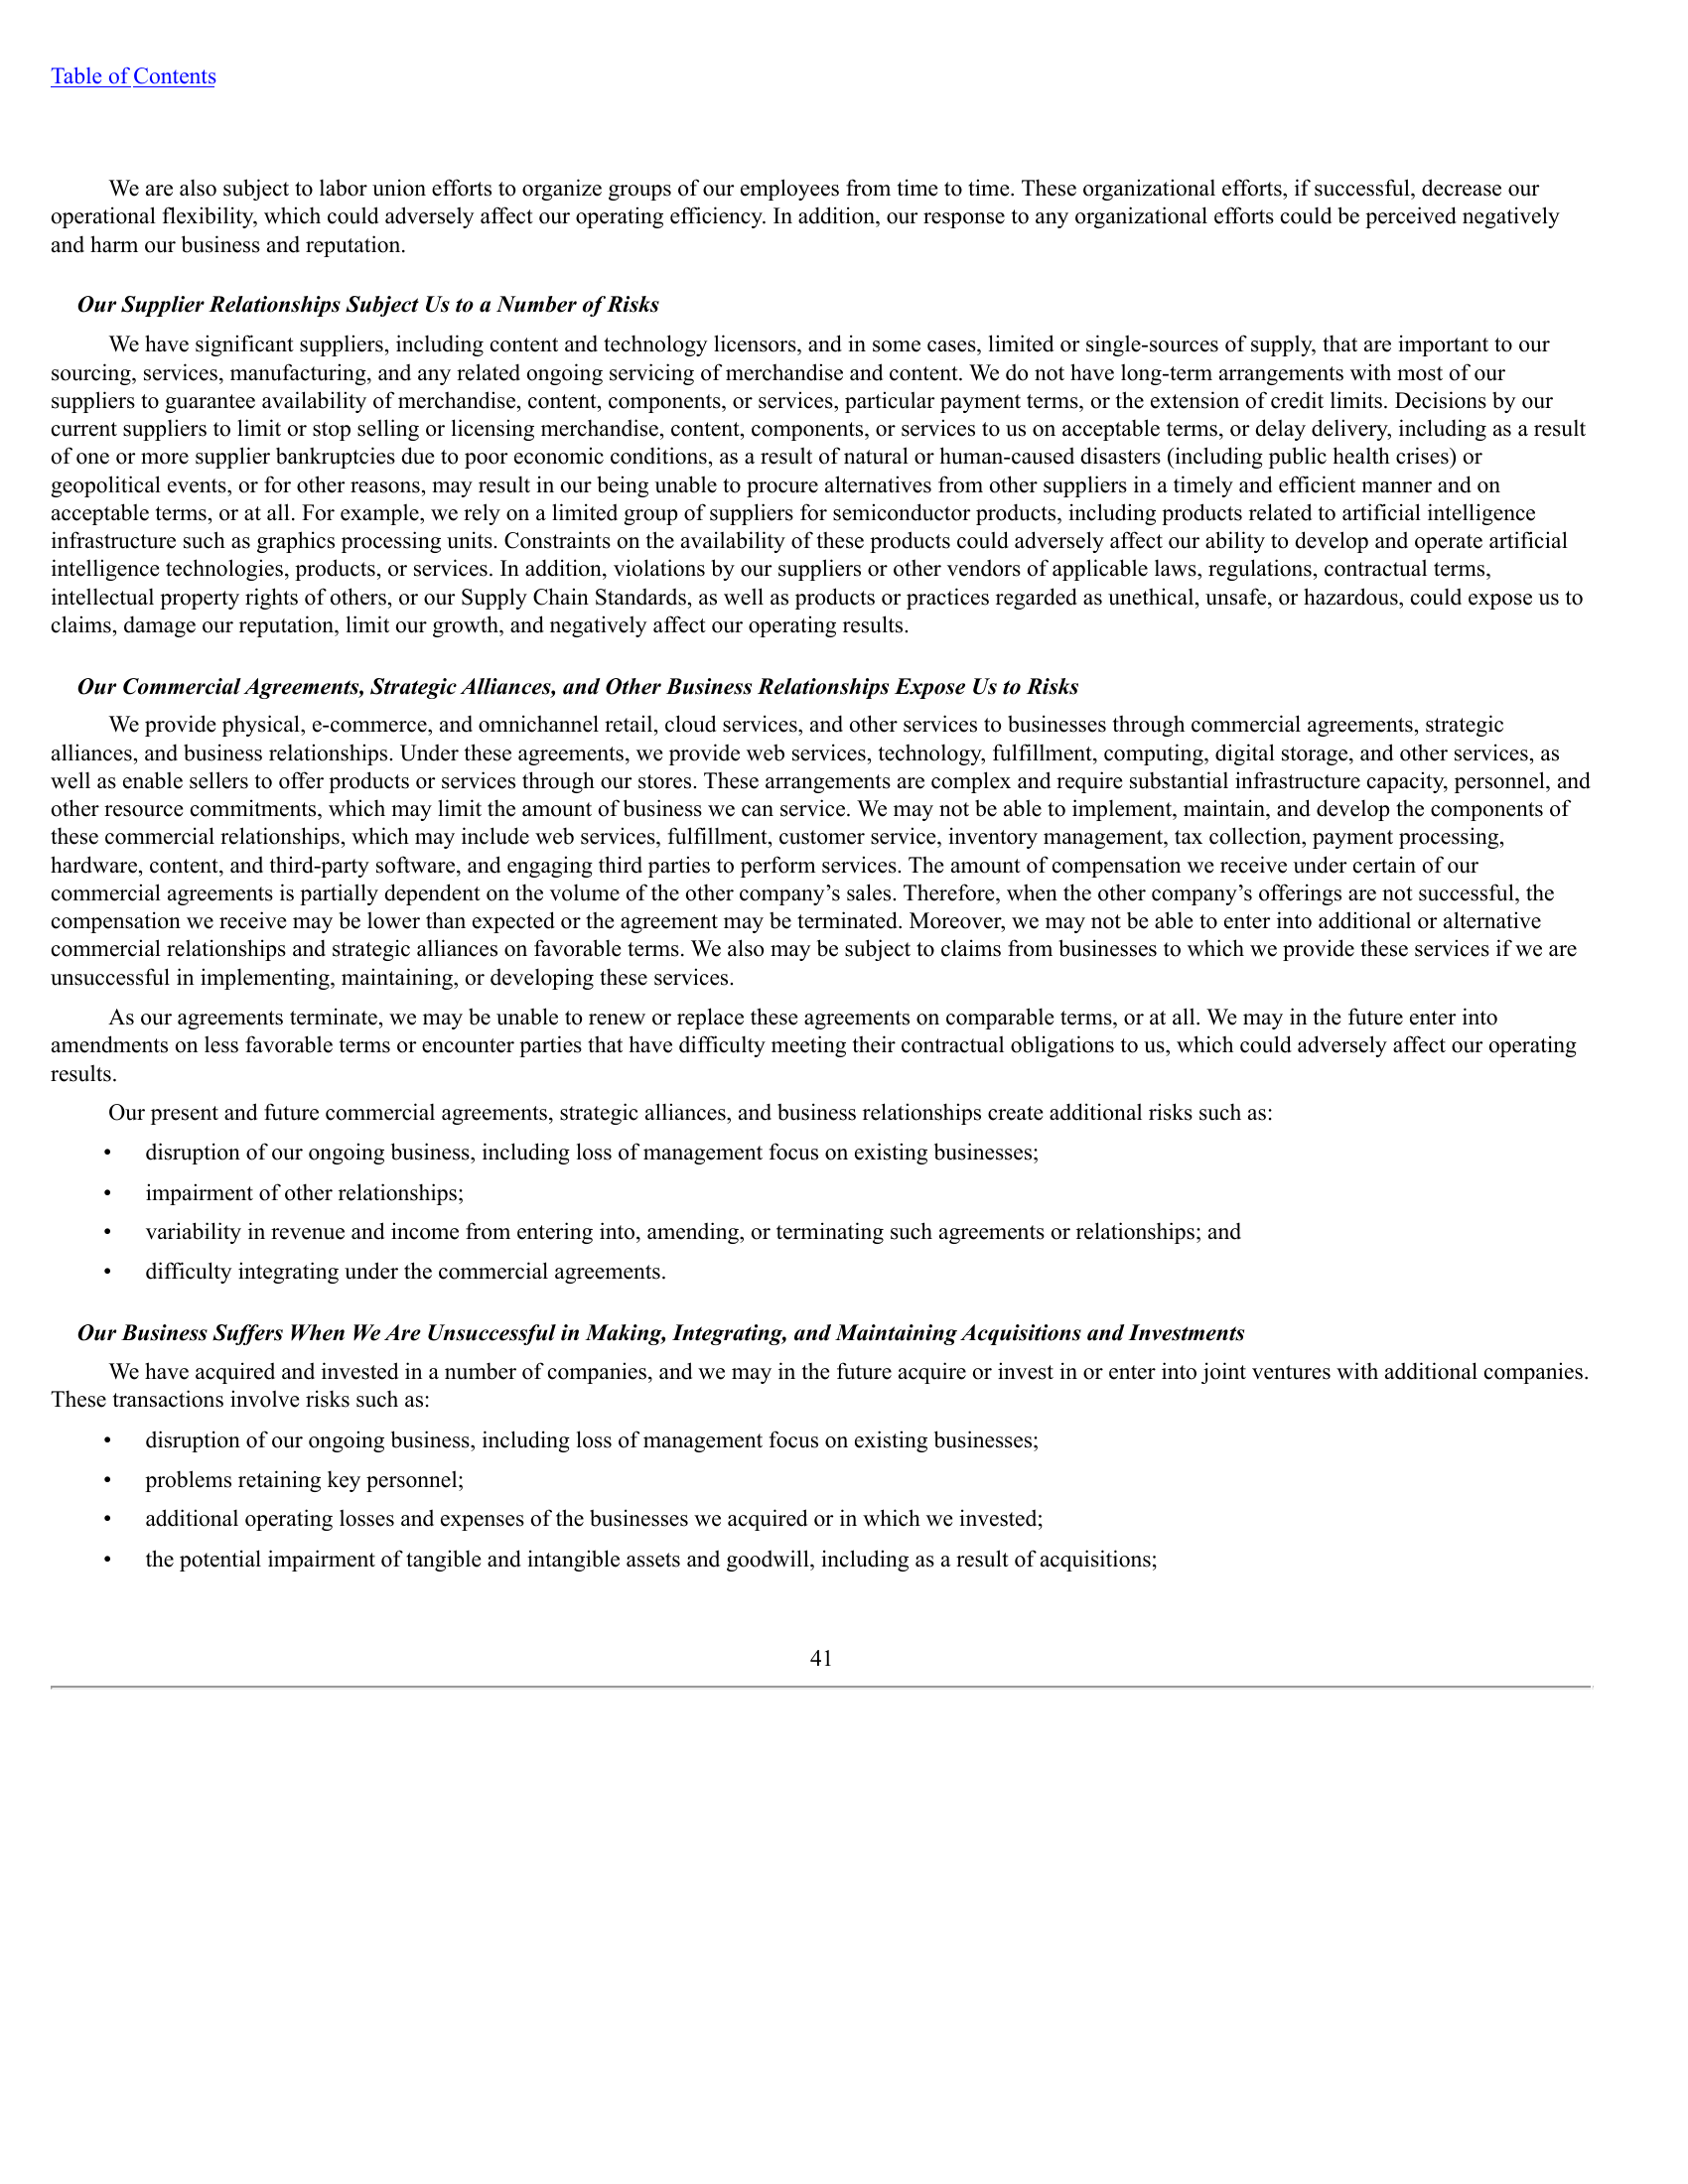 Table of Contents
We are also subject to labor union efforts to organize groups of our employees from time to time. These organizational efforts, if successful, decrease our
operational flexibility, which could adversely affect our operating efficiency. In addition, our response to any organizational efforts could be perceived negatively
and harm our business and reputation.
Our Supplier Relationships Subject Us to a Number of Risks
We have significant suppliers, including content and technology licensors, and in some cases, limited or single-sources of supply, that are important to our
sourcing, services, manufacturing, and any related ongoing servicing of merchandise and content. We do not have long-term arrangements with most of our
suppliers to guarantee availability of merchandise, content, components, or services, particular payment terms, or the extension of credit limits. Decisions by our
current suppliers to limit or stop selling or licensing merchandise, content, components, or services to us on acceptable terms, or delay delivery, including as a result
of one or more supplier bankruptcies due to poor economic conditions, as a result of natural or human-caused disasters (including public health crises) or
geopolitical events, or for other reasons, may result in our being unable to procure alternatives from other suppliers in a timely and efficient manner and on
acceptable terms, or at all. For example, we rely on a limited group of suppliers for semiconductor products, including products related to artificial intelligence
infrastructure such as graphics processing units. Constraints on the availability of these products could adversely affect our ability to develop and operate artificial
intelligence technologies, products, or services. In addition, violations by our suppliers or other vendors of applicable laws, regulations, contractual terms,
intellectual property rights of others, or our Supply Chain Standards, as well as products or practices regarded as unethical, unsafe, or hazardous, could expose us to
claims, damage our reputation, limit our growth, and negatively affect our operating results.
Our Commercial Agreements, Strategic Alliances, and Other Business Relationships Expose Us to Risks
We provide physical, e-commerce, and omnichannel retail, cloud services, and other services to businesses through commercial agreements, strategic
alliances, and business relationships. Under these agreements, we provide web services, technology, fulfillment, computing, digital storage, and other services, as
well as enable sellers to offer products or services through our stores. These arrangements are complex and require substantial infrastructure capacity, personnel, and
other resource commitments, which may limit the amount of business we can service. We may not be able to implement, maintain, and develop the components of
these commercial relationships, which may include web services, fulfillment, customer service, inventory management, tax collection, payment processing,
hardware, content, and third-party software, and engaging third parties to perform services. The amount of compensation we receive under certain of our
commercial agreements is partially dependent on the volume of the other company’s sales. Therefore, when the other company’s offerings are not successful, the
compensation we receive may be lower than expected or the agreement may be terminated. Moreover, we may not be able to enter into additional or alternative
commercial relationships and strategic alliances on favorable terms. We also may be subject to claims from businesses to which we provide these services if we are
unsuccessful in implementing, maintaining, or developing these services.
As our agreements terminate, we may be unable to renew or replace these agreements on comparable terms, or at all. We may in the future enter into
amendments on less favorable terms or encounter parties that have difficulty meeting their contractual obligations to us, which could adversely affect our operating
results.
Our present and future commercial agreements, strategic alliances, and business relationships create additional risks such as:
• disruption of our ongoing business, including loss of management focus on existing businesses;
• impairment of other relationships;
• variability in revenue and income from entering into, amending, or terminating such agreements or relationships; and
• difficulty integrating under the commercial agreements.
Our Business Suffers When We Are Unsuccessful in Making, Integrating, and Maintaining Acquisitions and Investments
We have acquired and invested in a number of companies, and we may in the future acquire or invest in or enter into joint ventures with additional companies.
These transactions involve risks such as:
• disruption of our ongoing business, including loss of management focus on existing businesses;
• problems retaining key personnel;
• additional operating losses and expenses of the businesses we acquired or in which we invested;
• the potential impairment of tangible and intangible assets and goodwill, including as a result of acquisitions;
41